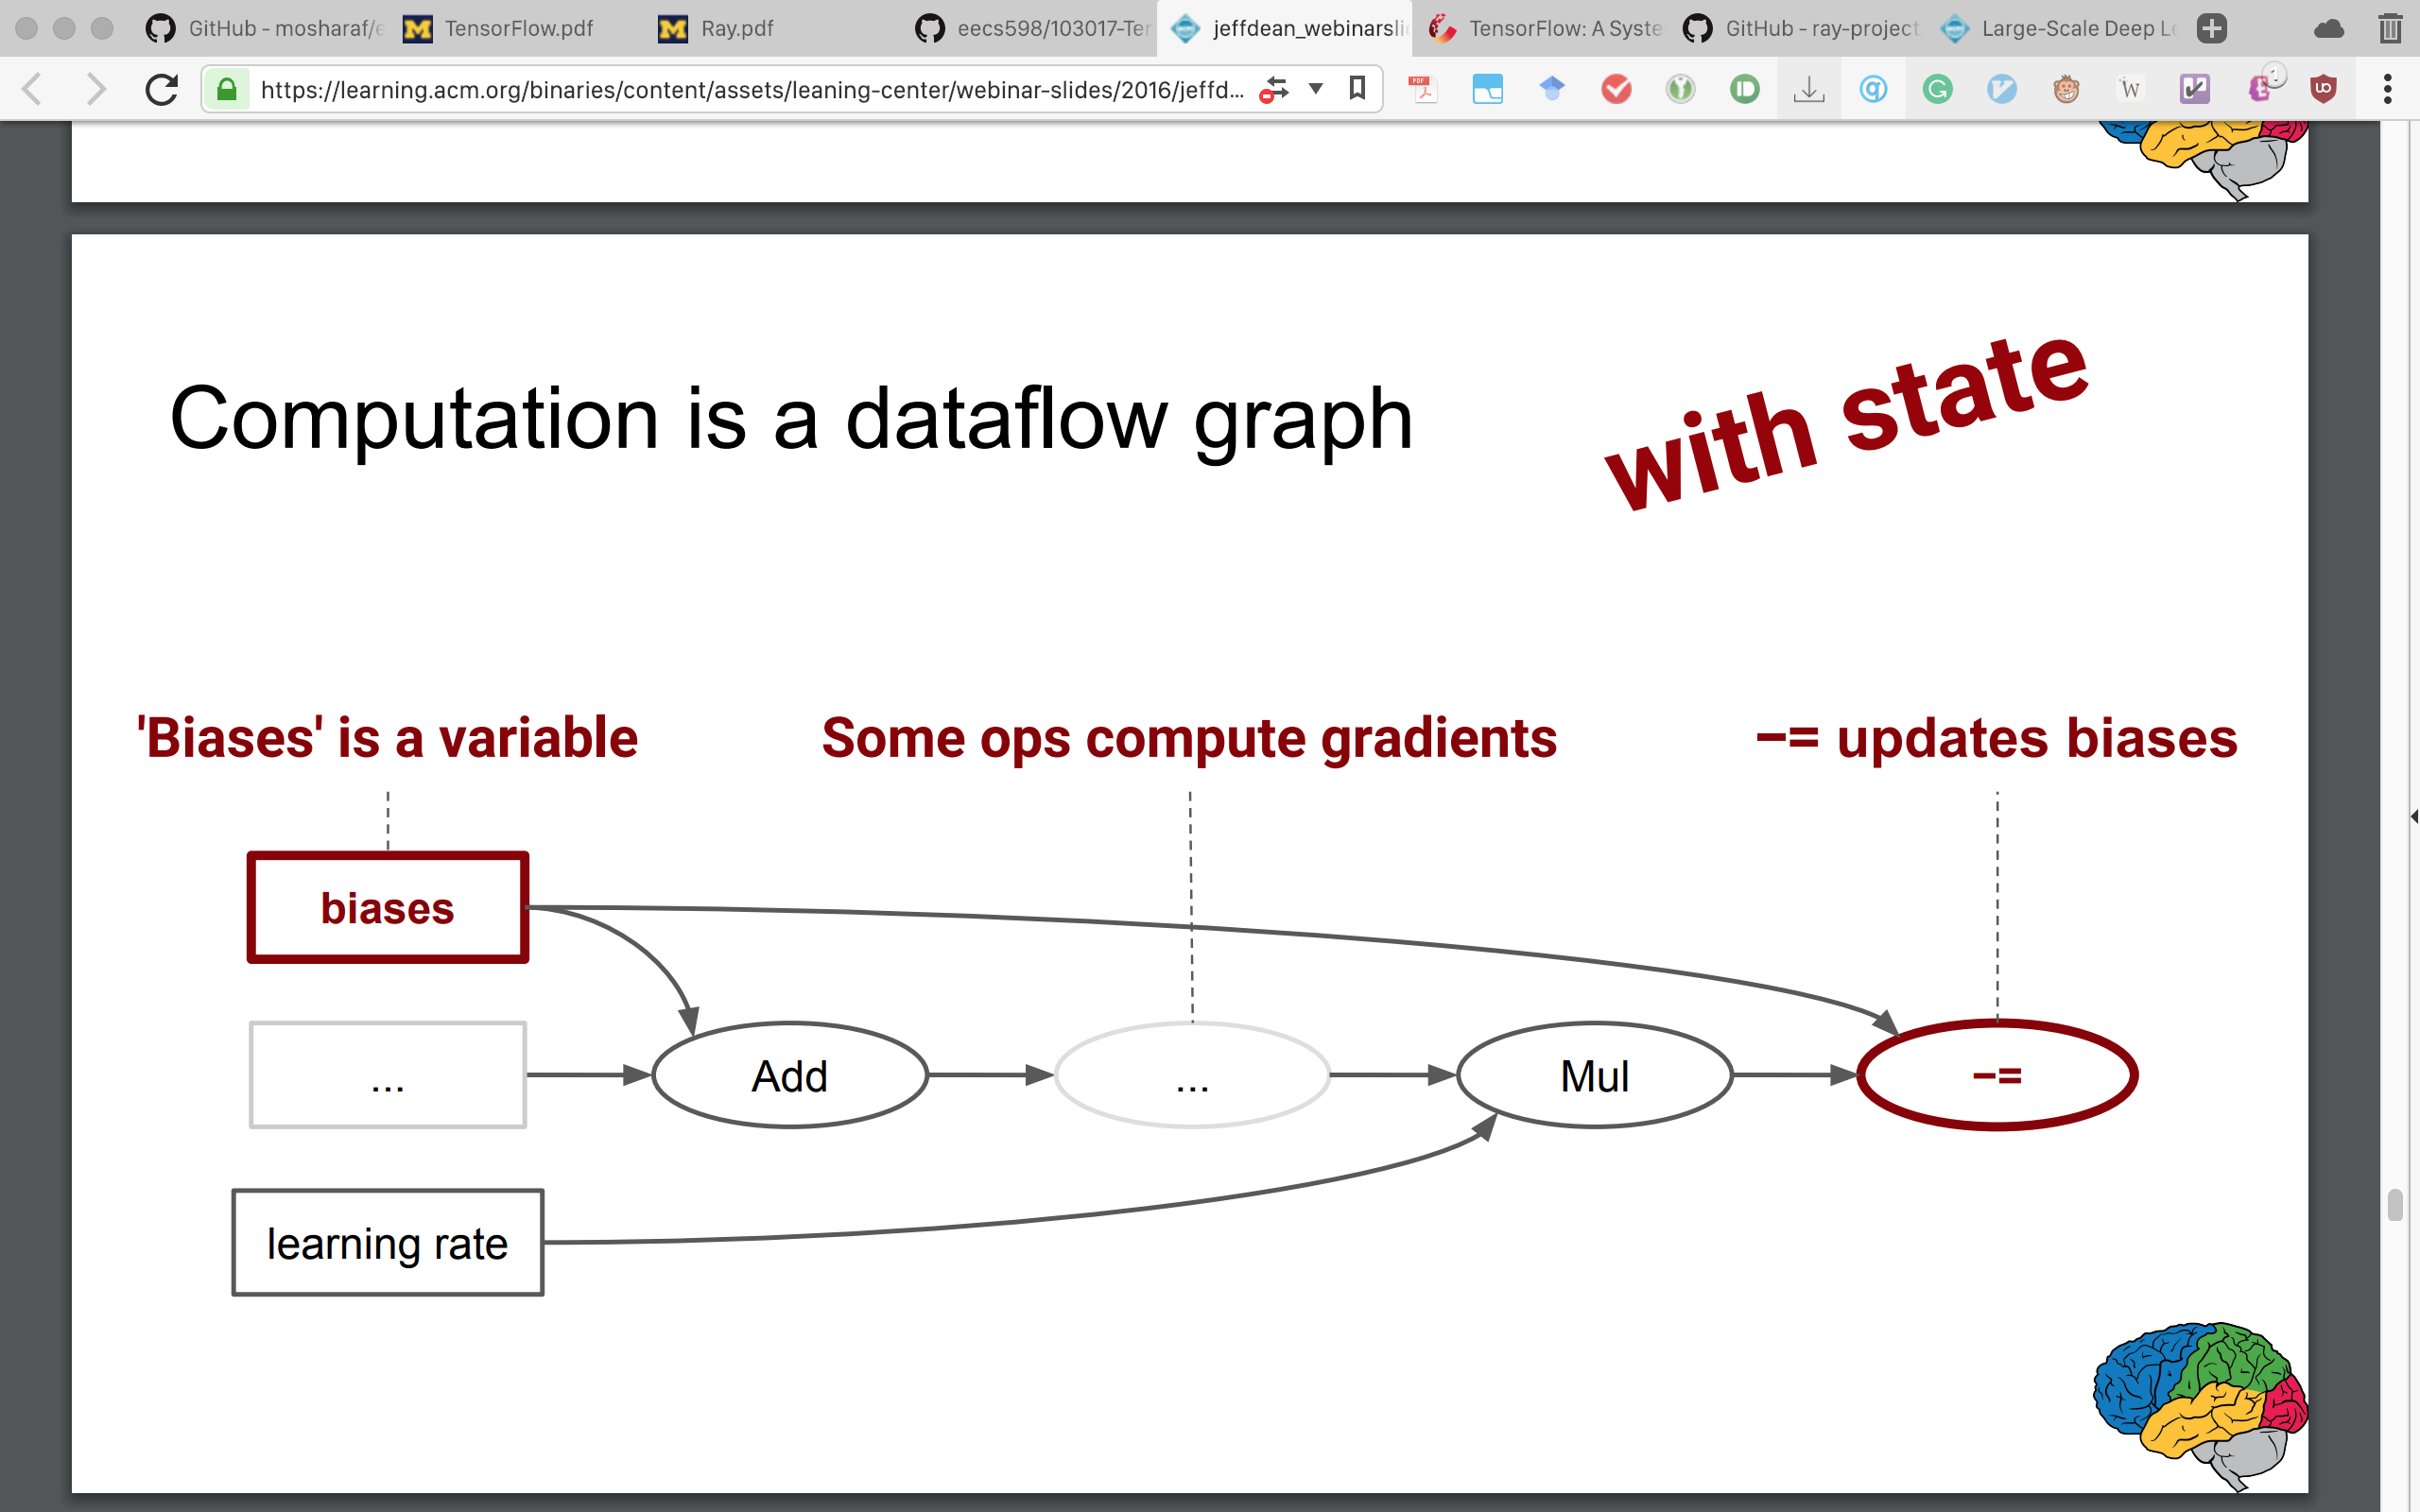 GitHub - mosharaf/e
TensorFlow.pdf
Ray.pdf
eecs598/103017-Ter
jeffdean_webinarsli
TensorFlow: A Syste
GitHub - ray-project
Large-Scale Deep Le
https://learning.acm.org/binaries/content/assets/leaning-center/webinar-slides/2016/jeffd...
Computation is a dataflow graph
with state
'Biases' is a variable
Some ops compute gradients
−= updates biases
biases
...
Add
...
Mul
−=
learning rate